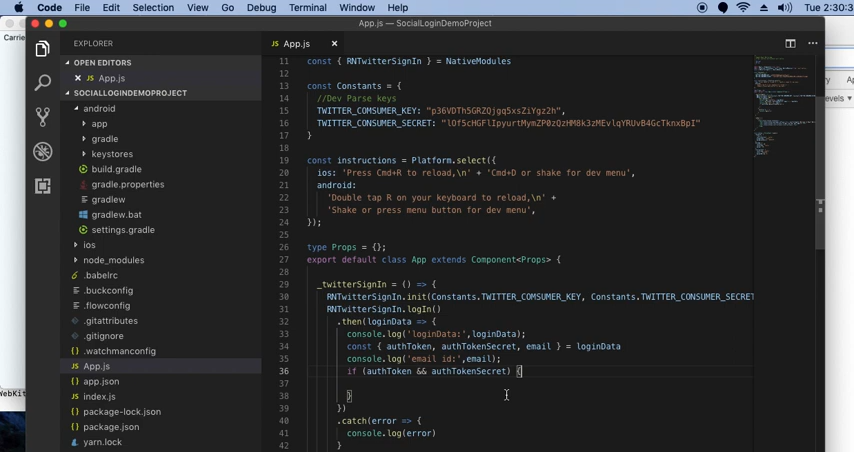 Code File Edit Selection View Go Debug Terminal Window Help Tue 2:30:3
App.js — SocialLoginDemoProject
Carrie
EXPLORER
OPEN EDITORS
App.js
SOCIALLOGINDEMOPROJECT
android
app
gradle
keystores
build.gradle
gradle.properties
gradlew
gradlew.bat
settings.gradle
ios
node_modules
.babelrc
.buckconfig
.flowconfig
.gitattributes
.gitignore
.watchmanconfig
App.js
app.json
index.js
package-lock.json
package.json
yarn.lock
WebKit
JS App.js ×
11 const { RNTwitterSignIn } = NativeModules
12
13 const Constants = {
14 //Dev Parse keys
15 TWITTER_COMSUMER_KEY: "p36VDTh5GRZQjgq5xsZiYgz2h",
16 TWITTER_CONSUMER_SECRET: "lOf5cHGFlIpyurtMymZP0zQzHM8k3zMEvlqYRUvB4GcTknxBpI"
17 }
18
19 const instructions = Platform.select({
20 ios: 'Press Cmd+R to reload,\n' + 'Cmd+D or shake for dev menu',
21 android:
22 'Double tap R on your keyboard to reload,\n' +
23 'Shake or press menu button for dev menu',
24 });
25
26 type Props = {};
27 export default class App extends Component<Props> {
28
29 _twitterSignIn = () => {
30 RNTwitterSignIn.init(Constants.TWITTER_COMSUMER_KEY, Constants.TWITTER_CONSUMER_SECRET
31 RNTwitterSignIn.logIn()
32 .then(loginData => {
33 console.log('loginData:',loginData);
34 const { authToken, authTokenSecret, email } = loginData
35 console.log('email id:',email);
36 if (authToken && authTokenSecret) {
37
38 }
39 })
40 .catch(error => {
41 console.log(error)
42 }
ry Ap
evels